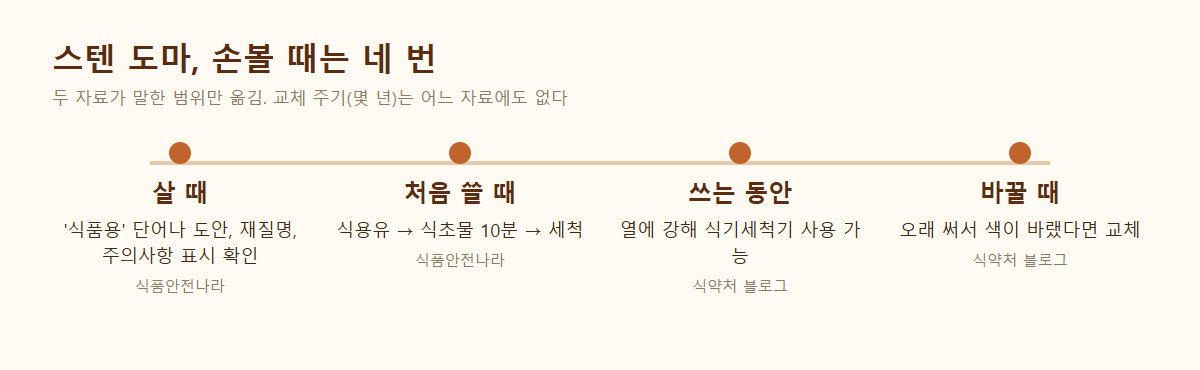 스텐 도마, 손볼 때는 네 번
두 자료가 말한 범위만 옮김. 교체 주기(몇 년)는 어느 자료에도 없다
살 때
'식품용' 단어나 도안, 재질명,
주의사항 표시 확인
식품안전나라
처음 쓸 때
식용유 → 식초물 10분 → 세척
식품안전나라
쓰는 동안
열에 강해 식기세척기 사용 가
능
식약처 블로그
바꿀 때
오래 써서 색이 바랬다면 교체
식약처 블로그